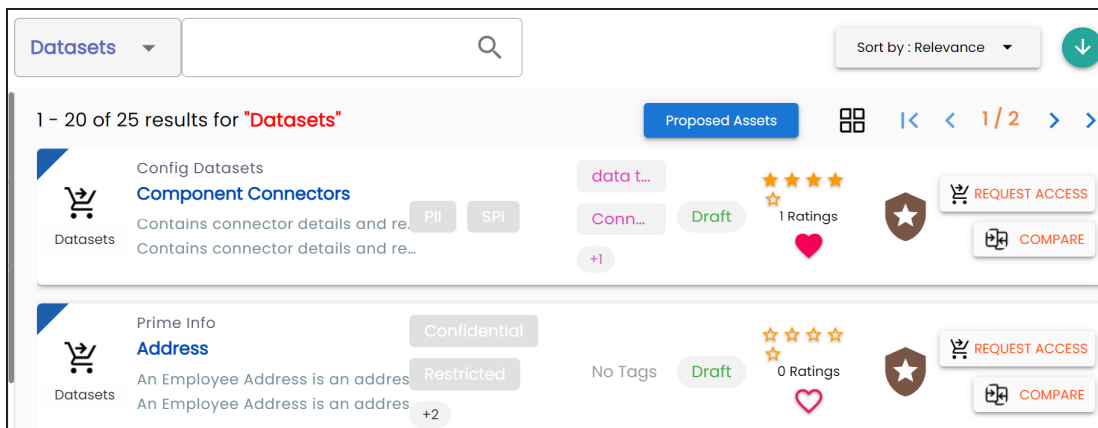 Datasets
Sort by : Relevance
1 - 20 of 25 results for "Datasets"
Proposed Assets
1 / 2
Datasets
Config Datasets
Component Connectors
Contains connector details and re...
Contains connector details and re...
PII
SPI
data t...
Conn...
+1
Draft
1 Ratings
REQUEST ACCESS
COMPARE
Datasets
Prime Info
Address
An Employee Address is an addres
An Employee Address is an addres
Confidential
Restricted
+2
No Tags
Draft
0 Ratings
REQUEST ACCESS
COMPARE